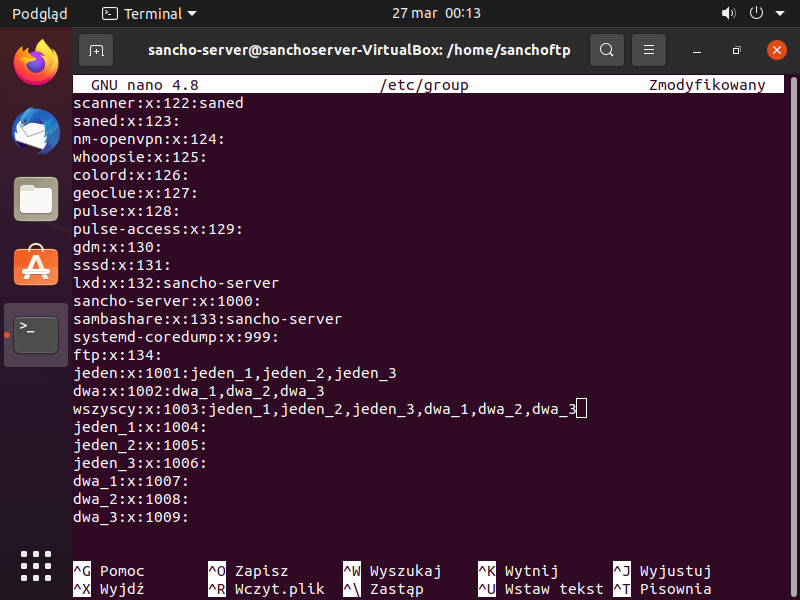 Podgląd Terminal 27 mar 00:13
sancho-server@sanchoserver-VirtualBox: /home/sanchoftp
GNU nano 4.8 /etc/group Zmodyfikowany
scanner:x:122:saned
saned:x:123:
nm-openvpn:x:124:
whoopsie:x:125:
colord:x:126:
geoclue:x:127:
pulse:x:128:
pulse-access:x:129:
gdm:x:130:
sssd:x:131:
lxd:x:132:sancho-server
sancho-server:x:1000:
sambashare:x:133:sancho-server
systemd-coredump:x:999:
ftp:x:134:
jeden:x:1001:jeden_1,jeden_2,jeden_3
dwa:x:1002:dwa_1,dwa_2,dwa_3
wszyscy:x:1003:jeden_1,jeden_2,jeden_3,dwa_1,dwa_2,dwa_3
jeden_1:x:1004:
jeden_2:x:1005:
jeden_3:x:1006:
dwa_1:x:1007:
dwa_2:x:1008:
dwa_3:x:1009:
^G Pomoc ^O Zapisz ^W Wyszukaj ^K Wytnij ^J Wyjustuj
^X Wyjdź ^R Wczyt.plik ^\ Zastąp ^U Wstaw tekst ^T Pisownia